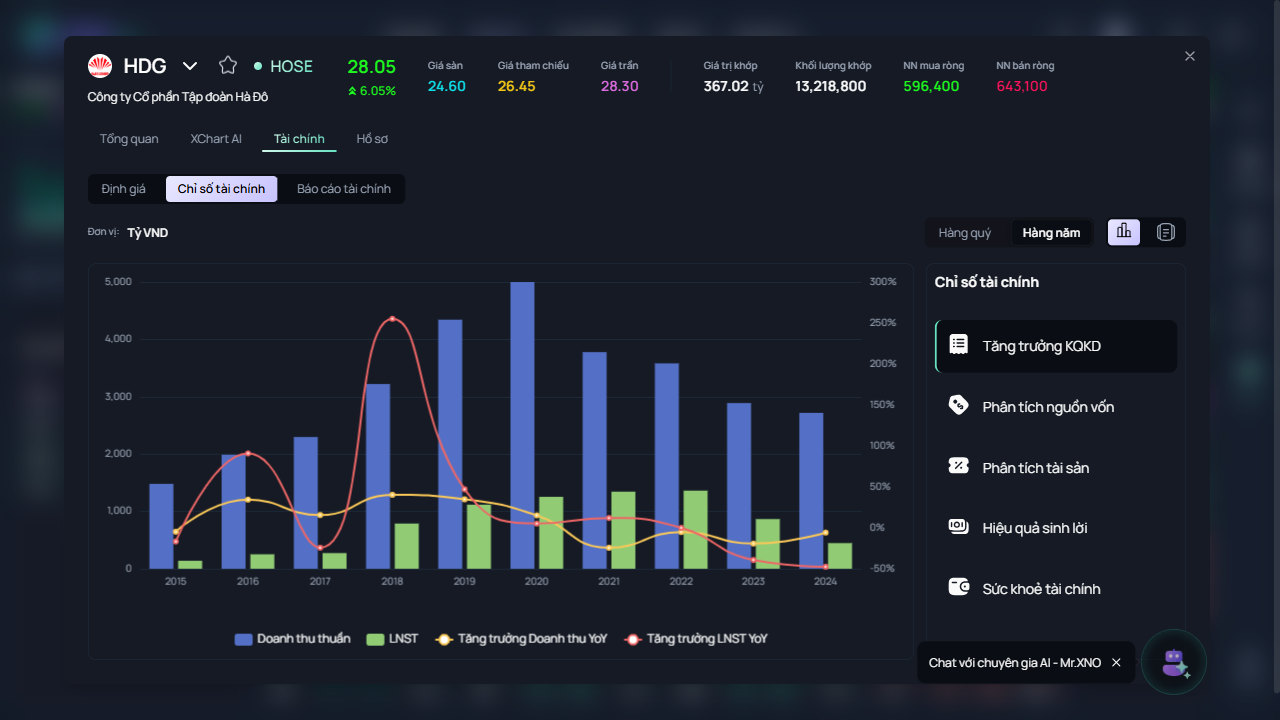 HDG
HOSE
Công ty Cổ phần Tập đoàn Hà Đô
28.05
6.05%
Giá sàn
24.60
Giá tham chiếu
26.45
Giá trần
28.30
Giá trị khớp
367.02 tỷ
Khối lượng khớp
13,218,800
NN mua ròng
596,400
NN bán ròng
643,100
Tổng quan
XChart AI
Tài chính
Hồ sơ
Định giá
Chỉ số tài chính
Báo cáo tài chính
Đơn vị: Tỷ VND
Hàng quý
Hàng năm
5,000
4,000
3,000
2,000
1,000
0
300%
250%
200%
150%
100%
50%
0%
-50%
2015 2016 2017 2018 2019 2020 2021 2022 2023 2024
Doanh thu thuần LNST Tăng trưởng Doanh thu YoY Tăng trưởng LNST YoY
Chỉ số tài chính
Tăng trưởng KQKD
Phân tích nguồn vốn
Phân tích tài sản
Hiệu quả sinh lời
Sức khoẻ tài chính
Chat với chuyên gia AI - Mr.XNO